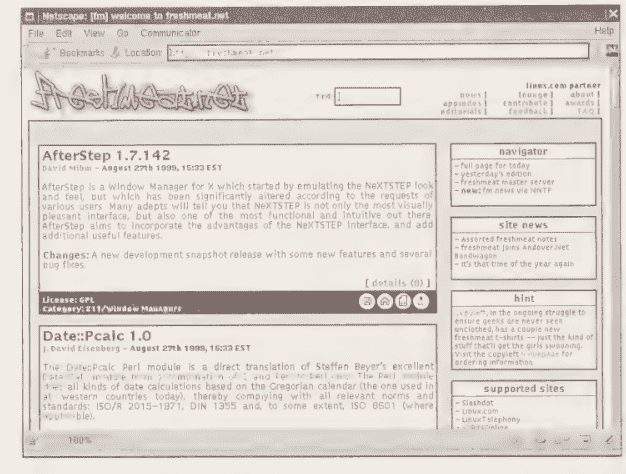 Netscape: [fm] welcome to freshmeat.net
File Edit View Go Communicator Help
Bookmarks Location:
freshmeat.net
find:
linux.com partner
news | lounge | about |
appindex | contribute | awards |
editorials | feedback | FAQ |
AfterStep 1.7.142
David Mihm - August 27th 1999, 15:33 EST
AfterStep is a Window Manager for X which started by emulating the NeXTSTEP look
and feel, but which has been significantly altered according to the requests of
various users. Many adepts will tell you that NeXTSTEP is not only the most visually
pleasant interface, but also one of the most functional and intuitive out there.
AfterStep aims to incorporate the advantages of the NeXTSTEP interface, and add
additional useful features.
Changes: A new development snapshot release with some new features and several
bug fixes.
[ details (0) ]
License: GPL
Category: X11/Window Managers
Date::Pcalc 1.0
J. David Eisenberg - August 27th 1999, 15:33 EST
The Date::Pcalc Perl module is a direct translation of Steffen Beyer's excellent
The Perl module
all kinds of date calculations based on the Gregorian calendar (the one used in
all western countries today), thereby complying with all relevant norms and
standards: ISO/R 2015-1971, DIN 1355 and, to some extent, ISO 8601 (where
applicable).
navigator
- full page for today
- yesterday's edition
- freshmeat master server
- new: fm news via NNTP
site news
- Assorted freshmeat notes
- freshmeat joins Andover.Net
Bandwagon
- It's that time of the year again
hint
in the ongoing struggle to
ensure geeks are never seen
unclothed, has a couple new
freshmeat t-shirts -- just the kind of
stuff that'll get the girls swooning.
Visit the copyleft for
ordering information.
supported sites
- Slashdot
- Linux.com
- LinuxTelephony
100%